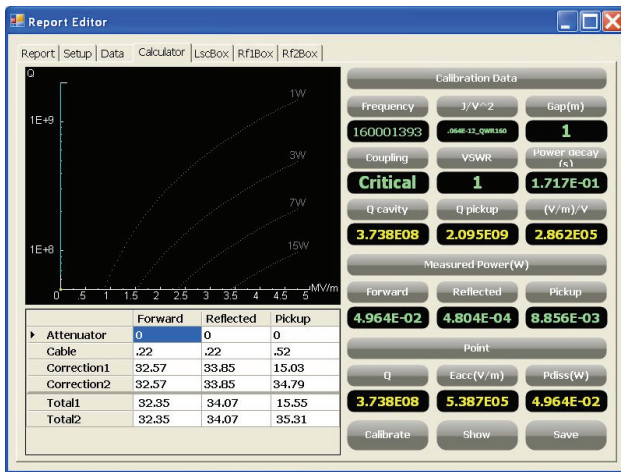 Report Editor
Report Setup Data Calculator LscBox Rf1Box Rf2Box
Q
1W
1E+9
3W
7W
1E+8
15W
0 .5 1 1.5 2 2.5 3 3.5 4 4.5 5 MV/m
Forward Reflected Pickup
Attenuator 0 0 0
Cable .22 .22 .52
Correction1 32.57 33.85 15.03
Correction2 32.57 33.85 34.79
Total1 32.35 34.07 15.55
Total2 32.35 34.07 35.31
Calibration Data
Frequency J/V^2 Gap(m)
160001393 .064E-12_QWR160 1
Coupling VSWR Power decay (s)
Critical 1 1.717E-01
Q cavity Q pickup (V/m)/V
3.738E08 2.095E09 2.862E05
Measured Power(W)
Forward Reflected Pickup
4.964E-02 4.804E-04 8.856E-03
Point
Q Eacc(V/m) Pdiss(W)
3.738E08 5.387E05 4.964E-02
Calibrate Show Save